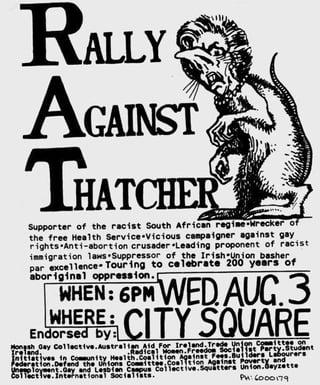 RALLY
AGAINST
THATCHER
Supporter of the racist South African regime•Wrecker of
the free Health Service•Vicious campaigner against gay
rights•Anti-abortion crusader•Leading proponent of racist
immigration laws•Suppressor of the Irish•Union basher
par excellence•Touring to celebrate 200 years of
aboriginal oppression.
WHEN: 6PM WED. AUG. 3
WHERE: CITY SQUARE
Endorsed by:
Monash Gay Collective.Australian Aid For Ireland.Trade Union Committee on
Ireland. .Radical Women.Freedom Socialist Party.Student
Initiatives in Community Health.Coalition Against Fees.Builders Labourers
Federation.Defend the Unions Committee.Coalition Against Poverty and
Unemployment.Gay and Lesbian Campus Collective.Squatters Union.Gayzette
Collective.International Socialists.
PH: 6000179